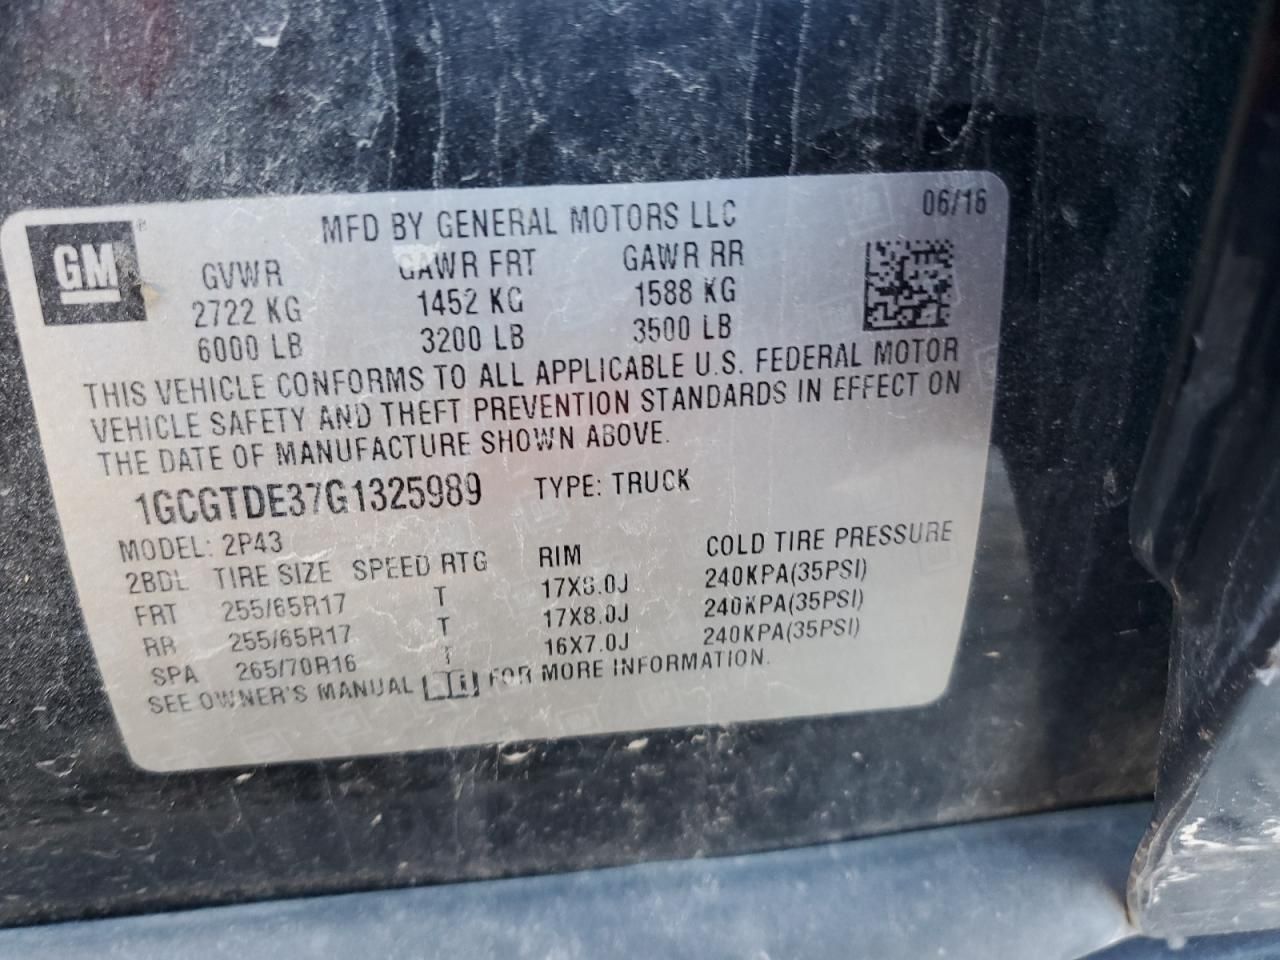 GM ®
MFD BY GENERAL MOTORS LLC 06/16
GVWR GAWR FRT GAWR RR
2722 KG 1452 KG 1588 KG
6000 LB 3200 LB 3500 LB
THIS VEHICLE CONFORMS TO ALL APPLICABLE U.S. FEDERAL MOTOR
VEHICLE SAFETY AND THEFT PREVENTION STANDARDS IN EFFECT ON
THE DATE OF MANUFACTURE SHOWN ABOVE.
1GCGTDE37G1325989 TYPE: TRUCK
MODEL: 2P43
2BDL TIRE SIZE SPEED RTG RIM COLD TIRE PRESSURE
FRT 255/65R17 T 17X8.0J 240KPA(35PSI)
RR 255/65R17 T 17X8.0J 240KPA(35PSI)
SPA 265/70R16 T 16X7.0J 240KPA(35PSI)
SEE OWNER'S MANUAL FOR MORE INFORMATION.